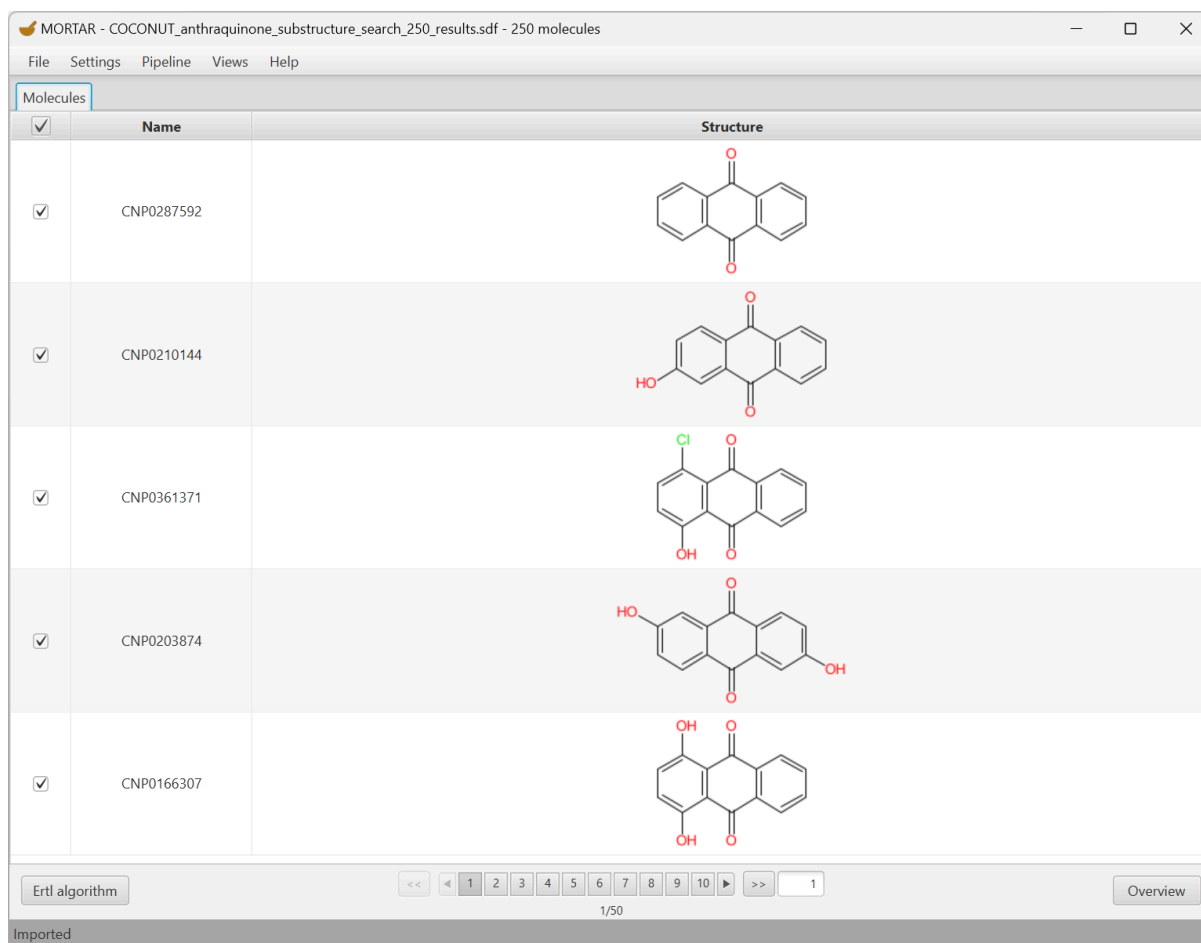 MORTAR - COCONUT_anthraquinone_substructure_search_250_results.sdf - 250 molecules
File Settings Pipeline Views Help
Molecules
Name Structure
O
CNP0287592
O
O
CNP0210144
HO
O
Cl O
CNP0361371
OH O
O
HO
CNP0203874
OH
O
OH O
CNP0166307
OH O
Ertl algorithm << 1 2 3 4 5 6 7 8 9 10 >> 1 Overview
1/50
Imported